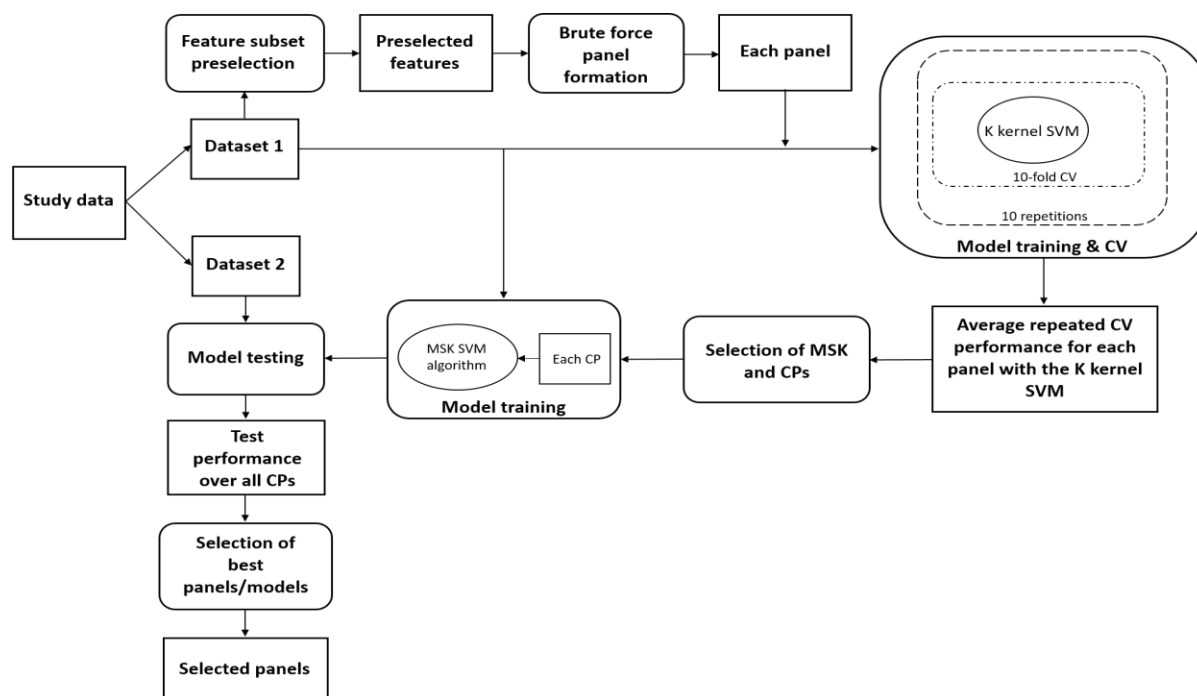 Feature subset
preselection
Preselected
features
Brute force
panel
formation
Each panel
K kernel SVM
10-fold CV
10 repetitions
Model training & CV
Dataset 1
Study data
Dataset 2
Model testing
MSK SVM
algorithm
Each CP
Model training
Selection of MSK
and CPs
Average repeated CV
performance for each
panel with the K kernel
SVM
Test
performance
over all CPs
Selection of
best
panels/models
Selected panels